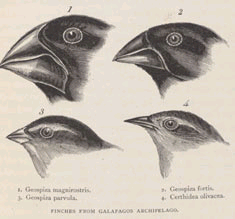 1
2
3
4
1. Geospiza magnirostris. 2. Geospiza fortis.
3. Geospiza parvula. 4. Certhidea olivacea.
FINCHES FROM GALAPAGOS ARCHIPELAGO.